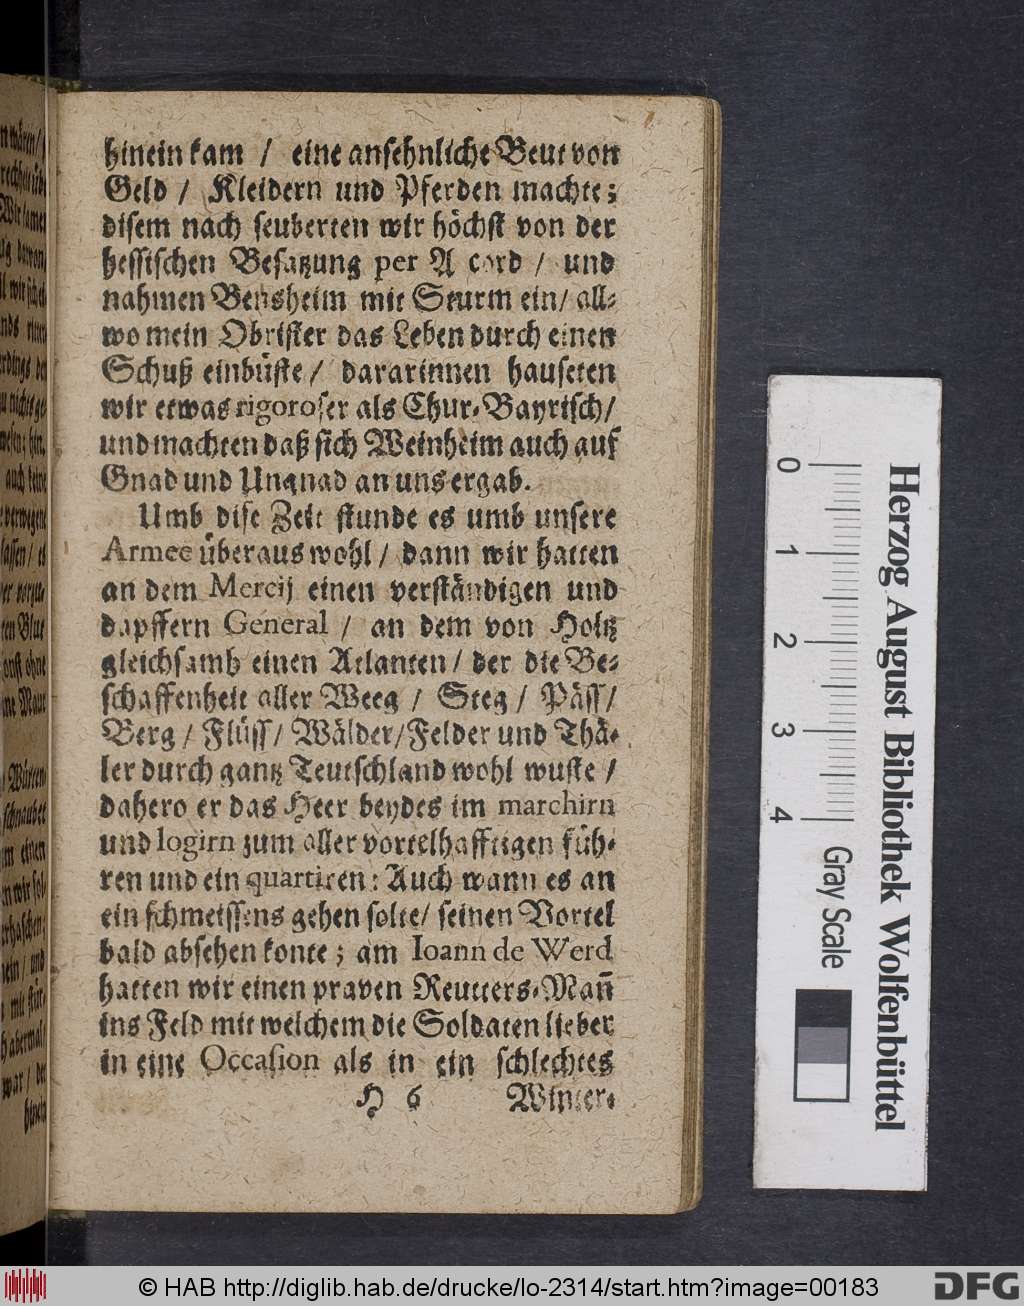 hinein kam / eine ansehnliche Beut von
Geld / Kleidern und Pferden machte;
disem nach seuberten wir höchst von der
hessischen Besatzung per A cord / und
nahmen Bensheim mit Sturm ein / all-
wo mein Obrister das Leben durch einen
Schuß einbüste / dararinnen hauseten
wir etwas rigoroser als Chur-Bayrisch /
und machten daß sich Weinheim auch auf
Gnad und Ungnad an uns ergab.
Umb dise Zeit stunde es umb unsere
Armee überaus wohl / dann wir hatten
an dem Mercij einen verständigen und
dapffern General / an dem von Holtz
gleichsamb einen Atlanten / der die Be-
schaffenheit aller Weeg / Steg / Päss /
Berg / Flüss / Wälder / Felder und Thä-
ler durch gantz Teutschland wohl wuste /
dahero er das Heer beydes im marchirn
und logirn zum aller vortelhafftigen füh-
ren und ein quartiren: Auch wann es an
ein schmeissens gehen solte / seinen Vortel
bald absehen konte; am Ioann de Werd
hatten wir einen praven Reutters-Mañ
ins Feld mit welchem die Soldaten lieber
in eine Occasion als in ein schlechtes
H 6 Winter-
Herzog August Bibliothek Wolfenbüttel
0 1 2 3 4
Gray Scale
© HAB http://diglib.hab.de/drucke/lo-2314/start.htm?image=00183
DFG